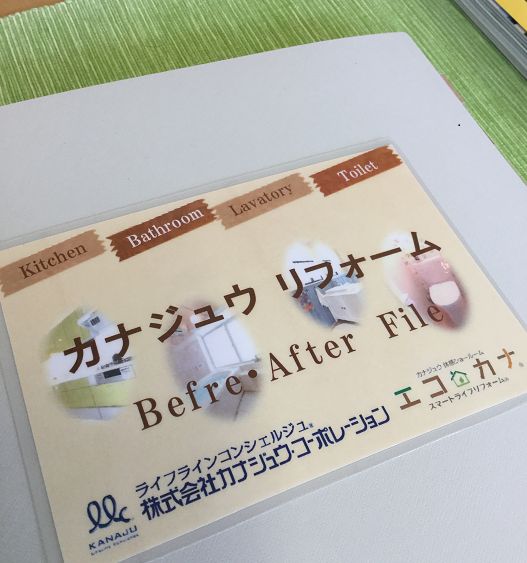 Kitchen
Bathroom
Lavatory
Toilet
カナジュウ リフォーム
Befre・After File
カナジュウ 体感ショールーム
エコカナ
スマートライフリフォーム
ライフラインコンシェルジュ
株式会社カナジュウ・コーポレーション
KANAJU